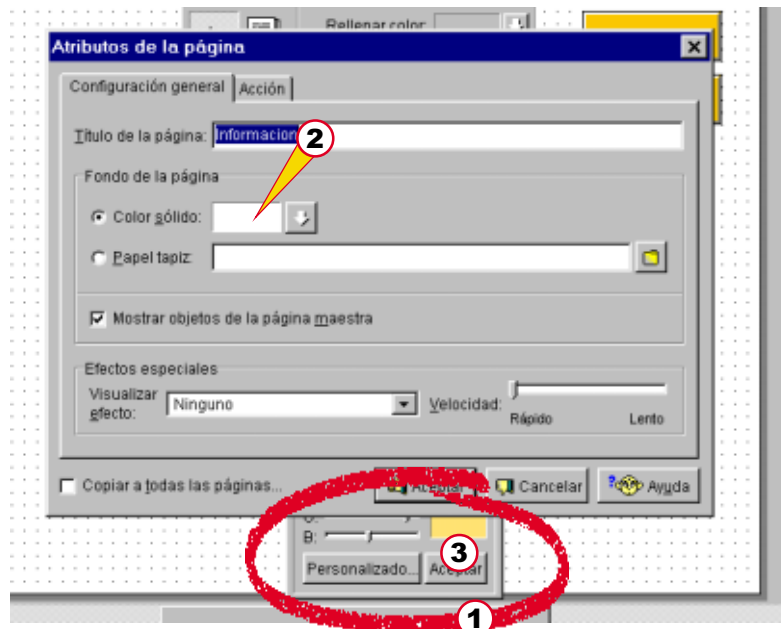 Rellenar color:
Atributos de la página
Configuración general Acción
Título de la página: Informacion
2
Fondo de la página
Color sólido:
Papel tapiz:
Mostrar objetos de la página maestra
Efectos especiales
Visualizar efecto: Ninguno Velocidad:
Rápido Lento
Copiar a todas las páginas... Aceptar Cancelar Ayuda
B:
3
Personalizado... Aceptar
1